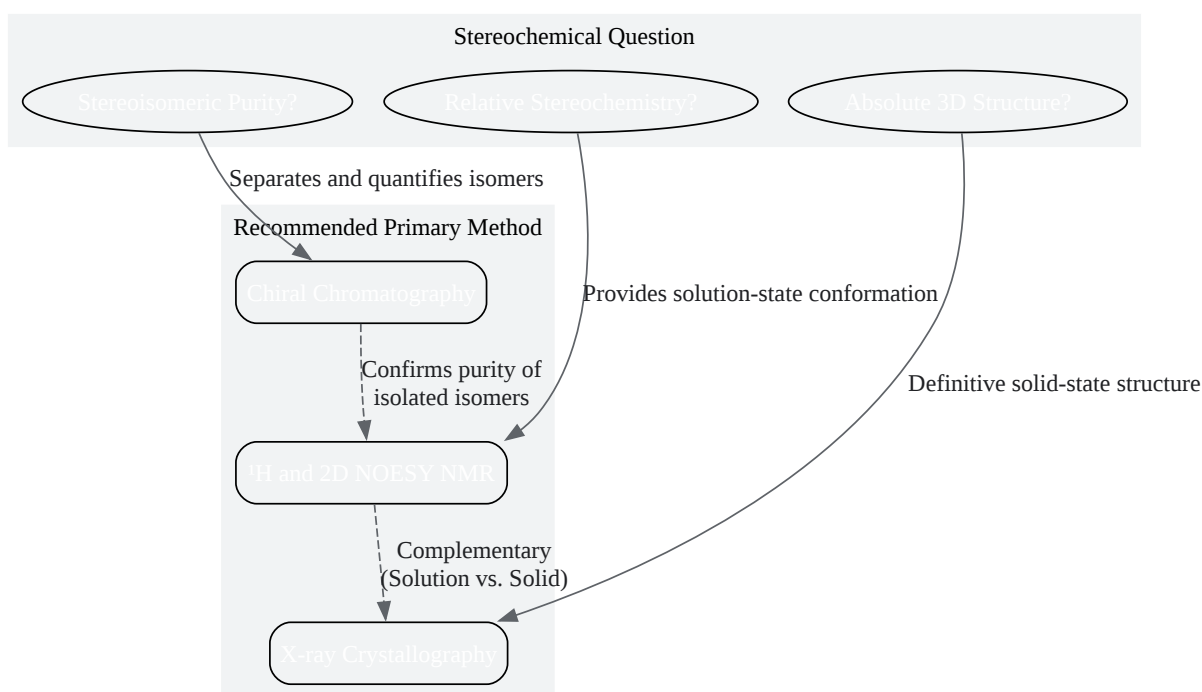 Stereochemical Question
Stereoisomeric Purity?
Relative Stereochemistry?
Absolute 3D Structure?
Separates and quantifies isomers
Recommended Primary Method
Chiral Chromatography
Provides solution-state conformation
Confirms purity of
isolated isomers
Definitive solid-state structure
¹H and 2D NOESY NMR
Complementary
(Solution vs. Solid)
X-ray Crystallography